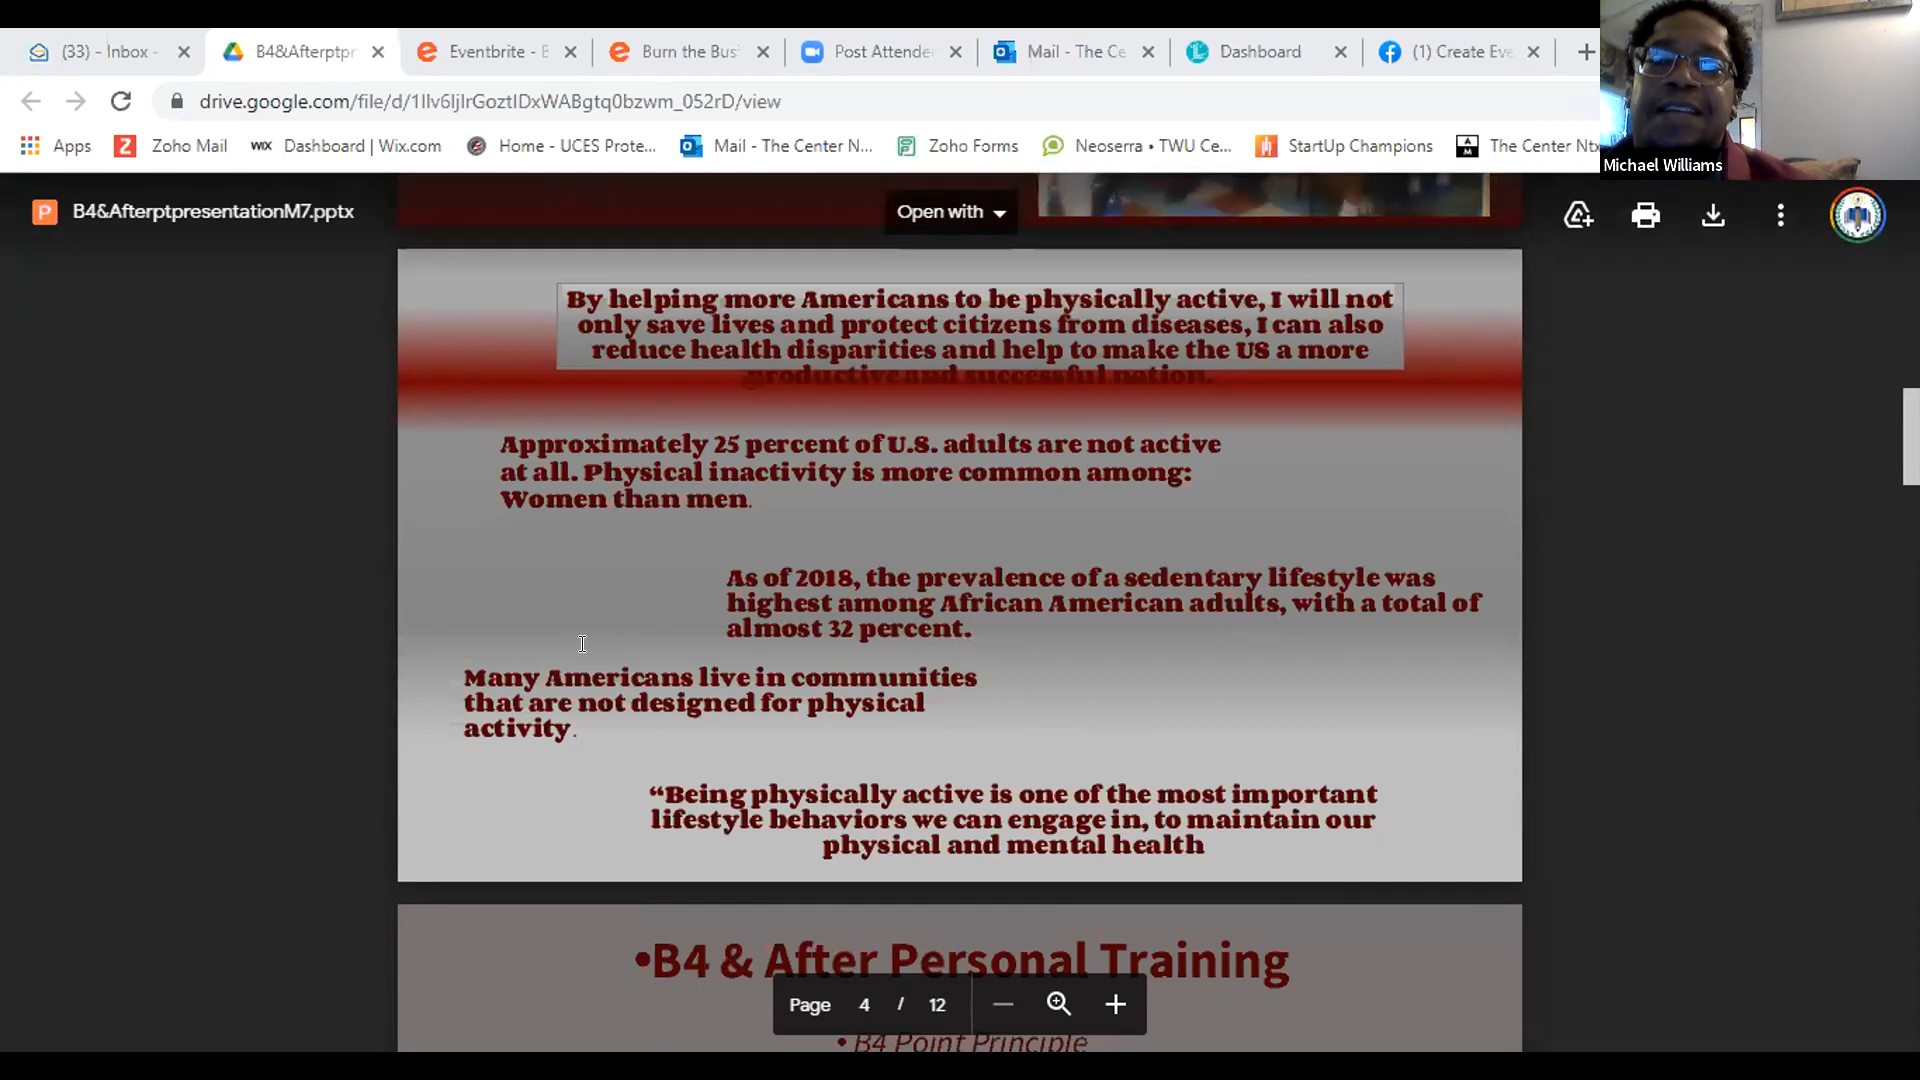 (33) - Inbox -
B4&Afterptpr
Eventbrite - E
Burn the Bus
Post Attende
Mail - The Ce
Dashboard
(1) Create Eve
drive.google.com/file/d/1Ilv6ljIrGoztIDxWABgtq0bzwm_052rD/view
Apps
Zoho Mail
WIX
Dashboard | Wix.com
Home - UCES Prote...
Mail - The Center N...
Zoho Forms
Neoserra • TWU Ce...
StartUp Champions
The Center Ntx
Michael Williams
P
B4&AfterptpresentationM7.pptx
Open with
By helping more Americans to be physically active, I will not
only save lives and protect citizens from diseases, I can also
reduce health disparities and help to make the US a more
productive and successful nation.
Approximately 25 percent of U.S. adults are not active
at all. Physical inactivity is more common among:
Women than men.
As of 2018, the prevalence of a sedentary lifestyle was
highest among African American adults, with a total of
almost 32 percent.
Many Americans live in communities
that are not designed for physical
activity.
“Being physically active is one of the most important
lifestyle behaviors we can engage in, to maintain our
physical and mental health
•B4 & After Personal Training
• B4 Point Principle
Page 4 / 12